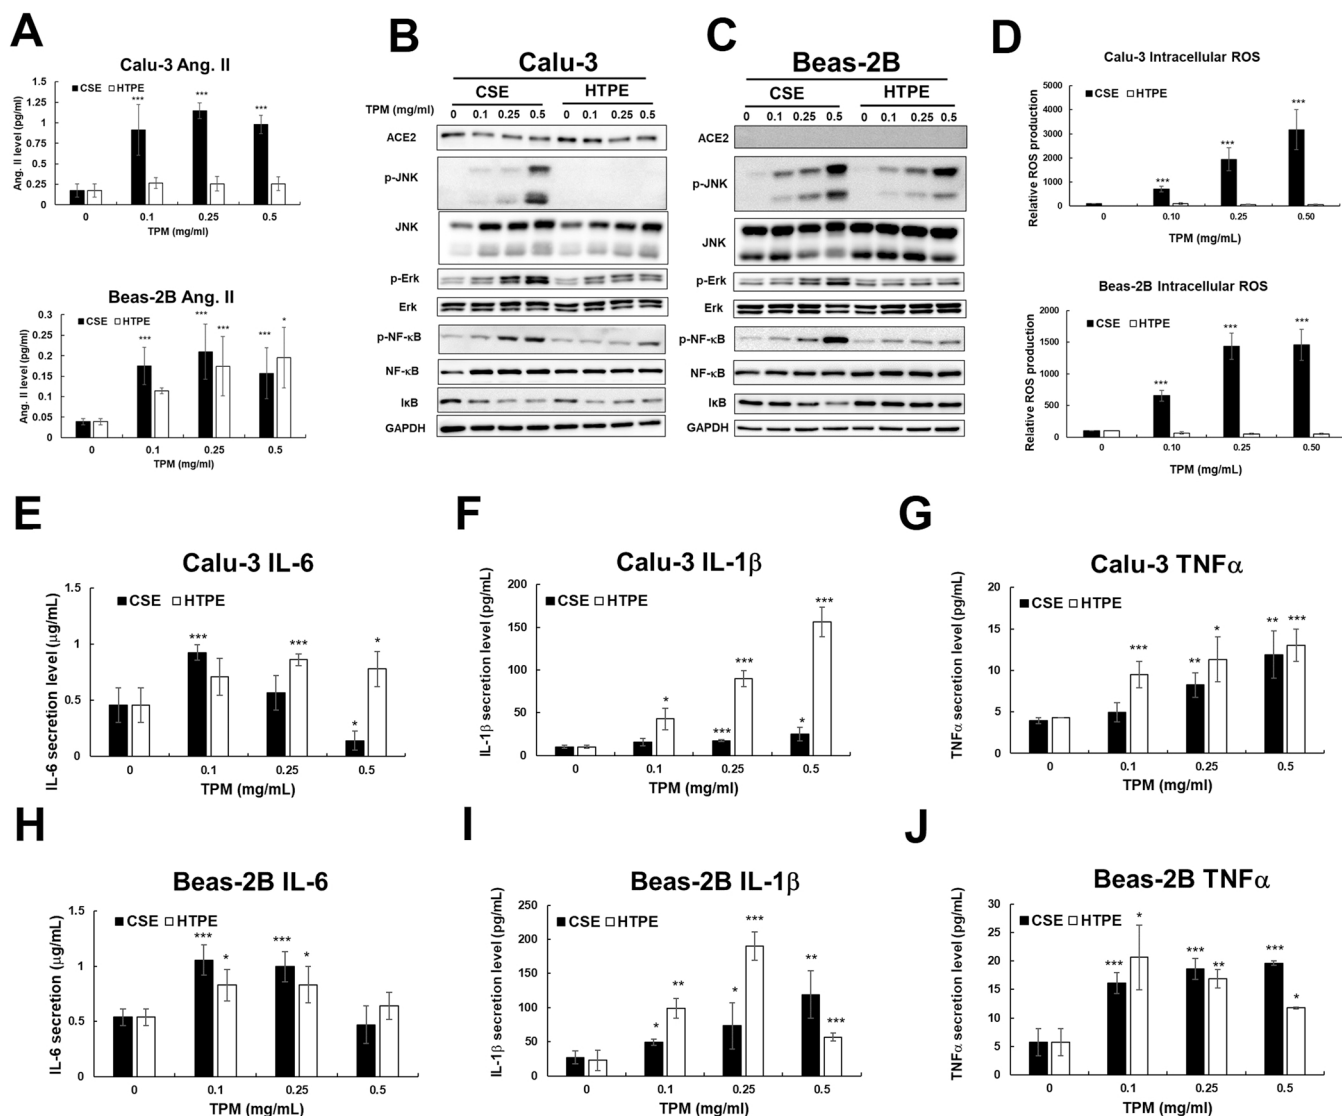 A
Calu-3 Ang. II
CSE HTPE
Ang. II level (pg/ml)
1.5
1.25
1
0.75
0.5
0.25
0
*** *** ***
0 0.1 0.25 0.5
TPM (mg/ml)
Beas-2B Ang. II
CSE HTPE
Ang. II level (pg/ml)
0.3
0.25
0.2
0.15
0.1
0.05
0
*** *** *** *** *
0 0.1 0.25 0.5
TPM (mg/ml)
B
Calu-3
CSE HTPE
TPM (mg/ml) 0 0.1 0.25 0.5 0 0.1 0.25 0.5
ACE2
p-JNK
JNK
p-Erk
Erk
p-NF-κB
NF-κB
IκB
GAPDH
C
Beas-2B
CSE HTPE
0 0.1 0.25 0.5 0 0.1 0.25 0.5
ACE2
p-JNK
JNK
p-Erk
Erk
p-NF-κB
NF-κB
IκB
GAPDH
D
Calu-3 Intracellular ROS
CSE HTPE
Relative ROS production
5000
4000
3000
2000
1000
0
*** *** ***
0 0.10 0.25 0.50
TPM (mg/mL)
Beas-2B Intracellular ROS
CSE HTPE
Relative ROS production
2000
1500
1000
500
0
*** *** ***
0 0.10 0.25 0.50
TPM (mg/mL)
E
Calu-3 IL-6
CSE HTPE
IL-6 secretion level (μg/mL)
1.5
1
0.5
0
*** *** * *
0 0.1 0.25 0.5
TPM (mg/mL)
F
Calu-3 IL-1β
CSE HTPE
IL-1β secretion level (pg/mL)
200
150
100
50
0
* *** *** * ***
0 0.1 0.25 0.5
TPM (mg/ml)
G
Calu-3 TNFα
CSE HTPE
TNFα secretion level (pg/mL)
20
15
10
5
0
*** ** * ** ***
0 0.1 0.25 0.5
TPM (mg/ml)
H
Beas-2B IL-6
CSE HTPE
IL-6 secretion (μg/mL)
1.5
1
0.5
0
*** * *** *
0 0.1 0.25 0.5
TPM (mg/mL)
I
Beas-2B IL-1β
CSE HTPE
IL-1β secretion level (pg/mL)
250
200
150
100
50
0
* ** * *** ** ***
0 0.1 0.25 0.5
TPM (mg/ml)
J
Beas-2B TNFα
CSE HTPE
TNFα secretion level (pg/mL)
30
25
20
15
10
5
0
*** * *** ** *** *
0 0.1 0.25 0.5
TPM (mg/ml)